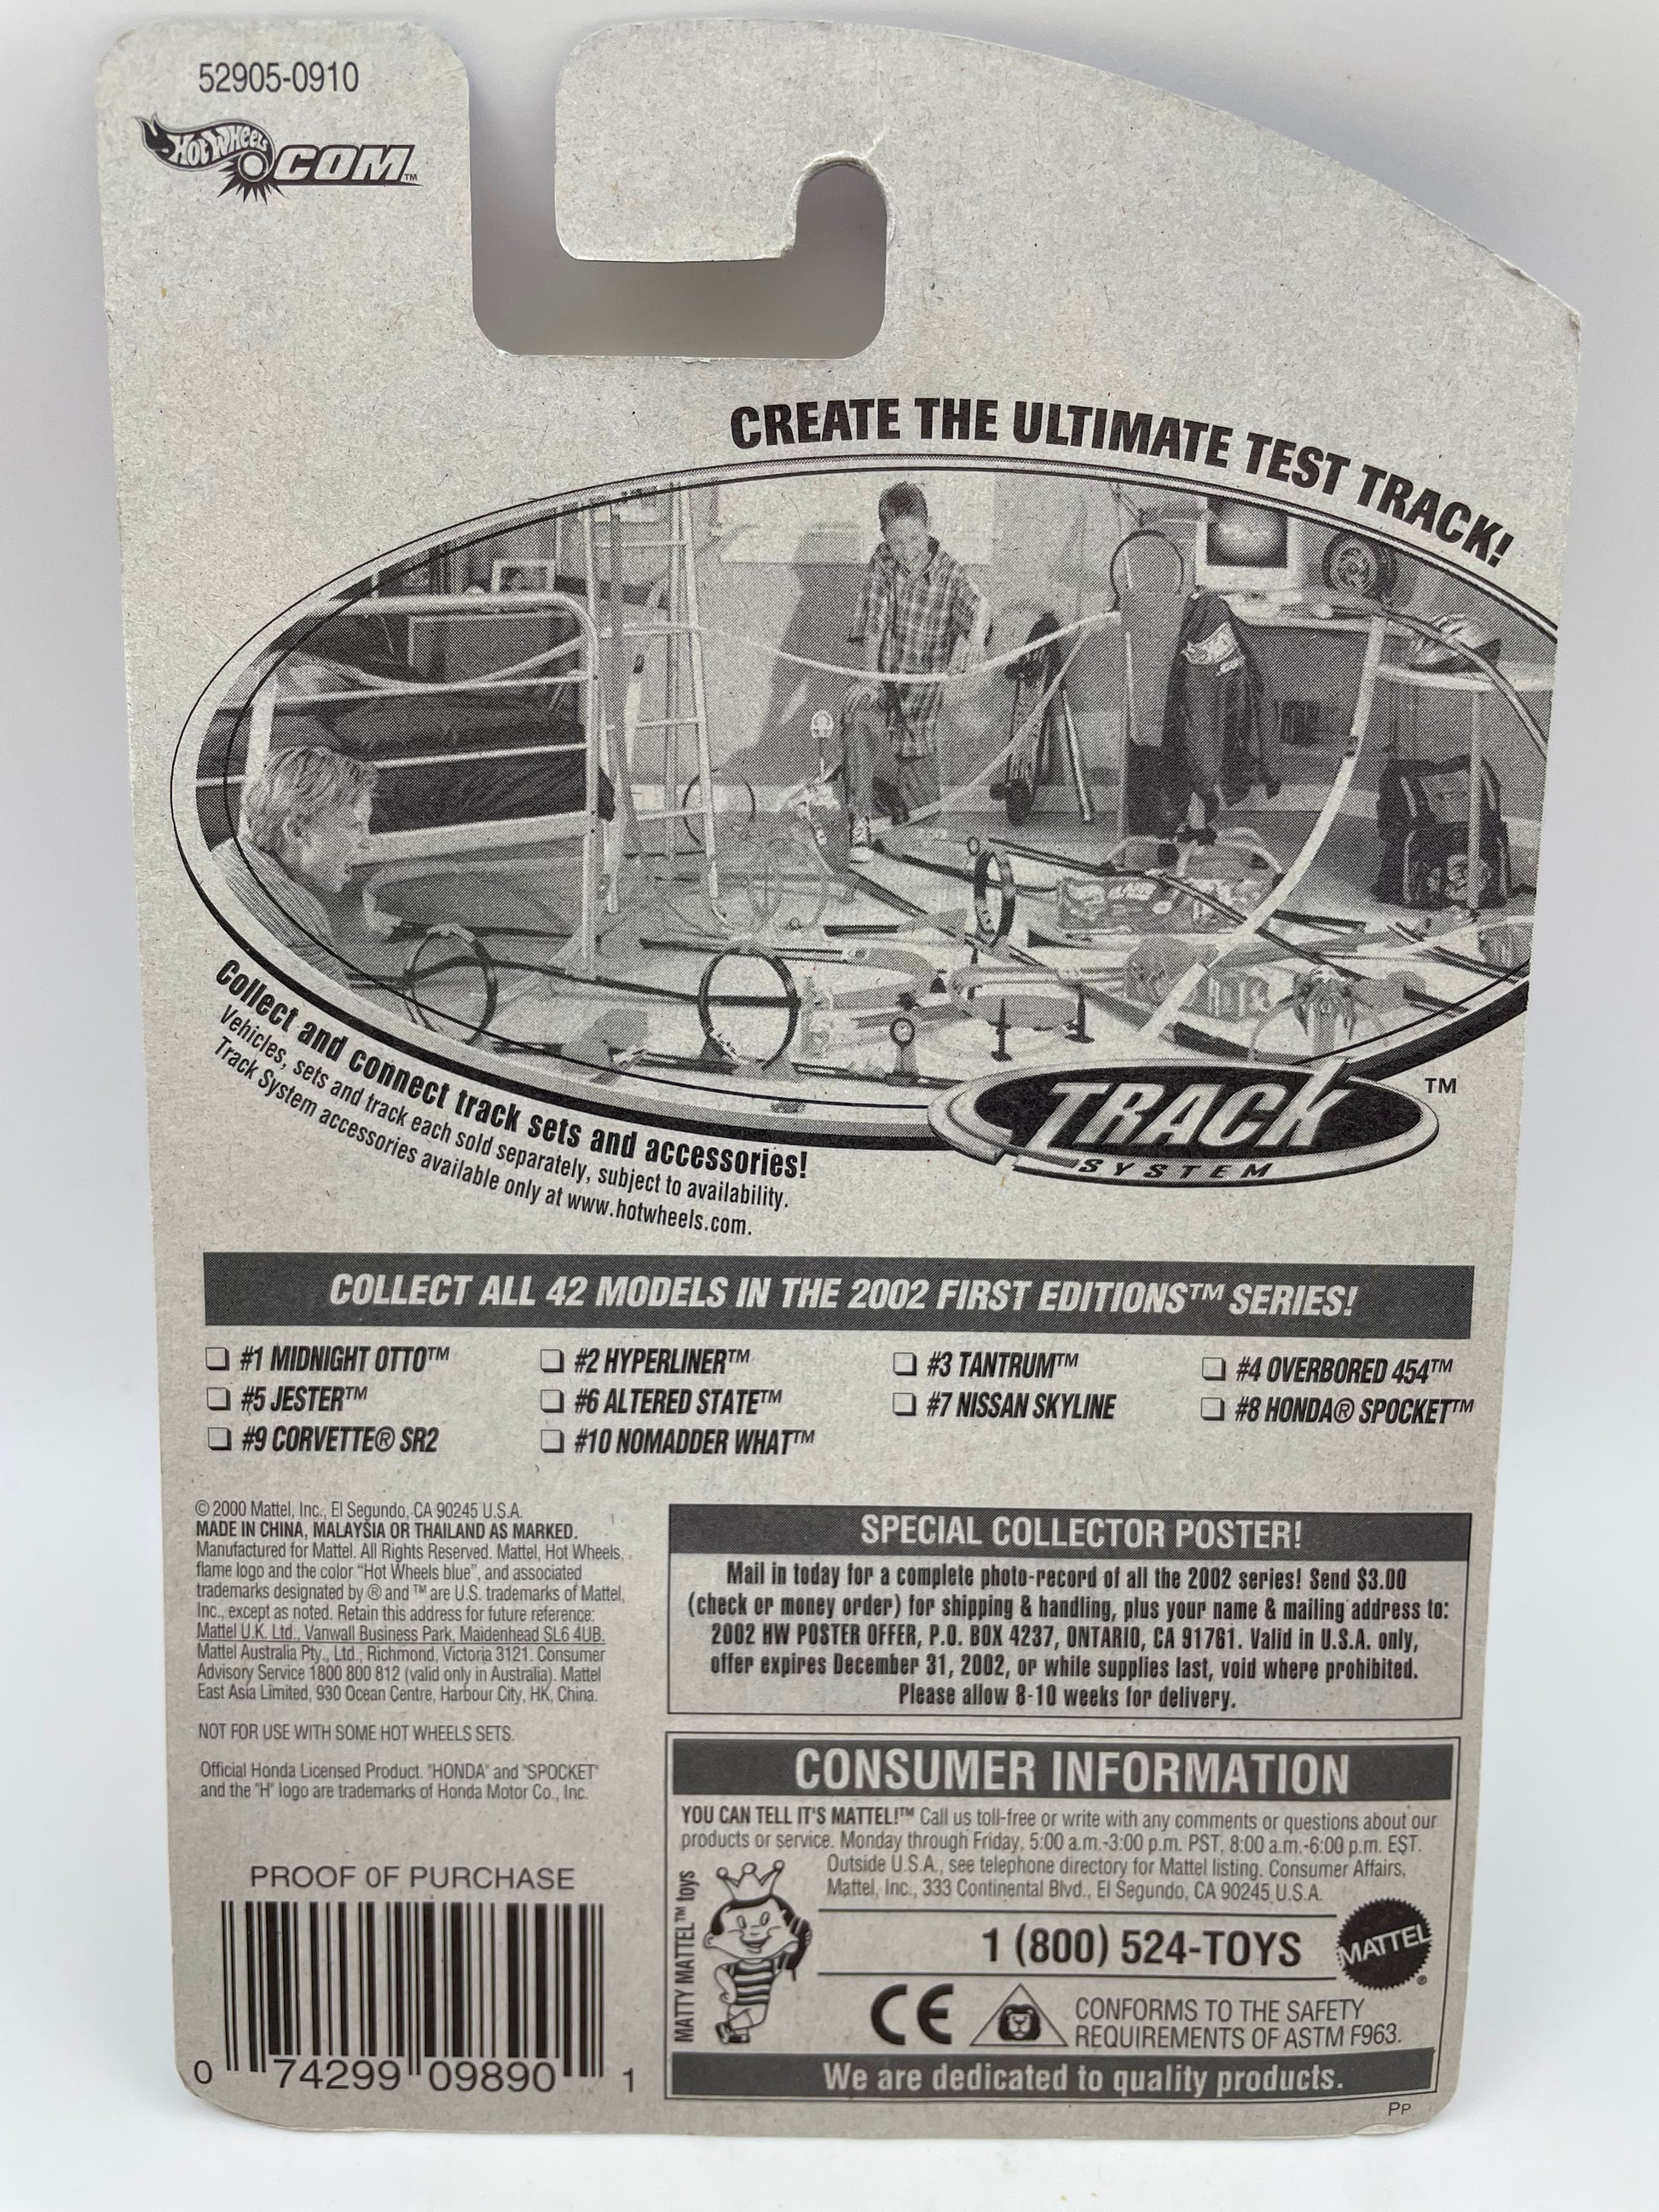 52905-0910
HOT WHEELS.COM™
CREATE THE ULTIMATE TEST TRACK!
Collect and connect track sets and accessories!
Vehicles, sets and track each sold separately, subject to availability.
Track System accessories available only at www.hotwheels.com.
TRACK™
SYSTEM
COLLECT ALL 42 MODELS IN THE 2002 FIRST EDITIONS™ SERIES!
❏ #1 MIDNIGHT OTTO™ ❏ #2 HYPERLINER™ ❏ #3 TANTRUM™ ❏ #4 OVERBORED 454™
❏ #5 JESTER™ ❏ #6 ALTERED STATE™ ❏ #7 NISSAN SKYLINE ❏ #8 HONDA® SPOCKET™
❏ #9 CORVETTE® SR2 ❏ #10 NOMADDER WHAT™
© 2000 Mattel, Inc., El Segundo, CA 90245 U.S.A.
MADE IN CHINA, MALAYSIA OR THAILAND AS MARKED.
Manufactured for Mattel. All Rights Reserved. Mattel, Hot Wheels,
flame logo and the color “Hot Wheels blue”, and associated
trademarks designated by ® and ™ are U.S. trademarks of Mattel,
Inc., except as noted. Retain this address for future reference:
Mattel U.K. Ltd., Vanwall Business Park, Maidenhead SL6 4UB.
Mattel Australia Pty., Ltd., Richmond, Victoria 3121. Consumer
Advisory Service 1800 800 812 (valid only in Australia). Mattel
East Asia Limited, 930 Ocean Centre, Harbour City, HK, China.
NOT FOR USE WITH SOME HOT WHEELS SETS.
Official Honda Licensed Product. "HONDA" and "SPOCKET"
and the "H" logo are trademarks of Honda Motor Co., Inc.
PROOF OF PURCHASE
0 74299 09890 1
SPECIAL COLLECTOR POSTER!
Mail in today for a complete photo-record of all the 2002 series! Send $3.00
(check or money order) for shipping & handling, plus your name & mailing address to:
2002 HW POSTER OFFER, P.O. BOX 4237, ONTARIO, CA 91761. Valid in U.S.A. only,
offer expires December 31, 2002, or while supplies last, void where prohibited.
Please allow 8-10 weeks for delivery.
CONSUMER INFORMATION
YOU CAN TELL IT'S MATTEL!™ Call us toll-free or write with any comments or questions about our
products or service. Monday through Friday, 5:00 a.m.-3:00 p.m. PST, 8:00 a.m.-6:00 p.m. EST.
Outside U.S.A., see telephone directory for Mattel listing. Consumer Affairs,
Mattel, Inc., 333 Continental Blvd., El Segundo, CA 90245 U.S.A.
MATTY MATTEL™ toys
1 (800) 524-TOYS
MATTEL®
CE
CONFORMS TO THE SAFETY
REQUIREMENTS OF ASTM F963.
We are dedicated to quality products.
PP